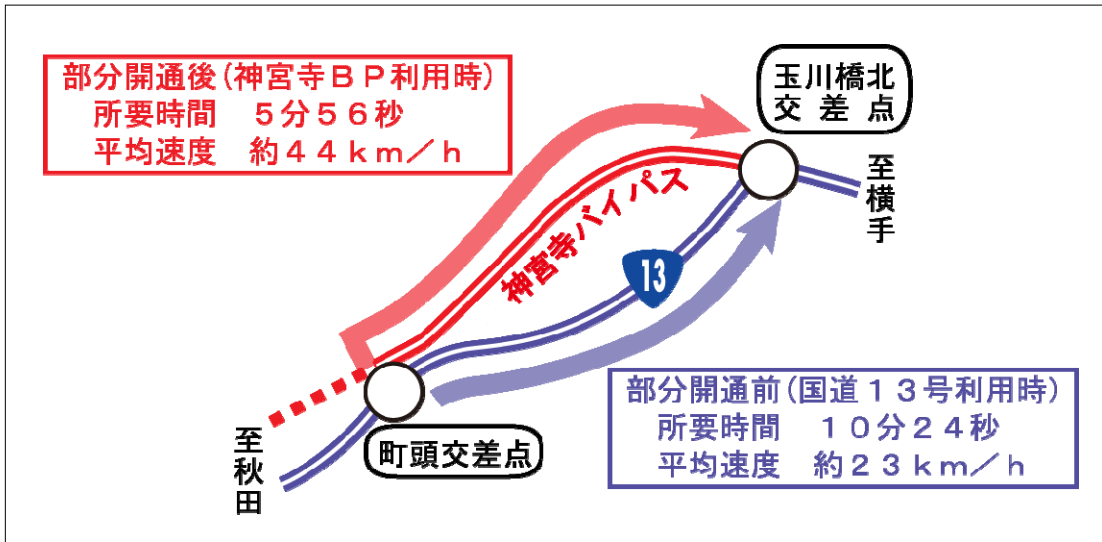 部分開通後（神宮寺ＢＰ利用時）
所要時間　５分５６秒
平均速度　約４４ｋｍ／ｈ
玉川橋北
交差点
至横手
神宮寺バイパス
13
部分開通前（国道１３号利用時）
所要時間　１０分２４秒
平均速度　約２３ｋｍ／ｈ
町頭交差点
至秋田